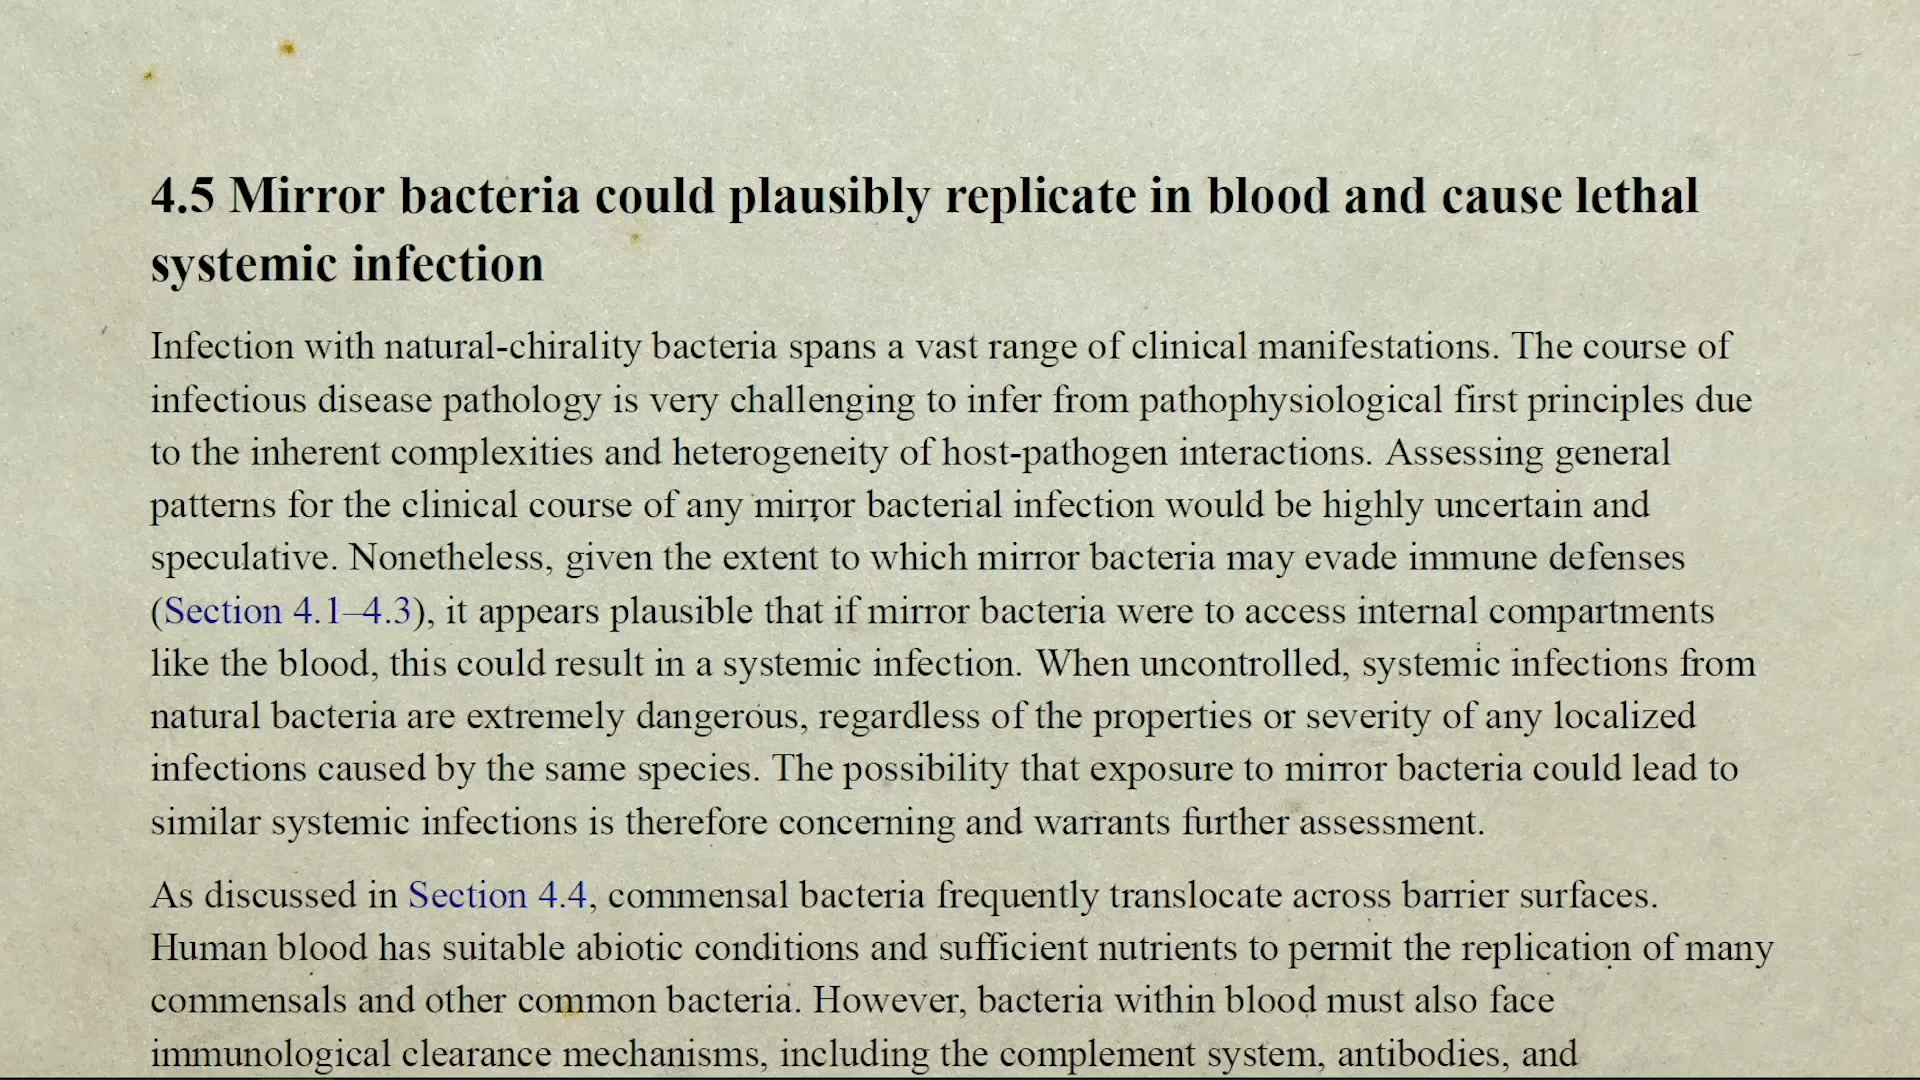 4.5 Mirror bacteria could plausibly replicate in blood and cause lethal
systemic infection
Infection with natural-chirality bacteria spans a vast range of clinical manifestations. The course of
infectious disease pathology is very challenging to infer from pathophysiological first principles due
to the inherent complexities and heterogeneity of host-pathogen interactions. Assessing general
patterns for the clinical course of any mirror bacterial infection would be highly uncertain and
speculative. Nonetheless, given the extent to which mirror bacteria may evade immune defenses
(Section 4.1–4.3), it appears plausible that if mirror bacteria were to access internal compartments
like the blood, this could result in a systemic infection. When uncontrolled, systemic infections from
natural bacteria are extremely dangerous, regardless of the properties or severity of any localized
infections caused by the same species. The possibility that exposure to mirror bacteria could lead to
similar systemic infections is therefore concerning and warrants further assessment.
As discussed in Section 4.4, commensal bacteria frequently translocate across barrier surfaces.
Human blood has suitable abiotic conditions and sufficient nutrients to permit the replication of many
commensals and other common bacteria. However, bacteria within blood must also face
immunological clearance mechanisms, including the complement system, antibodies, and